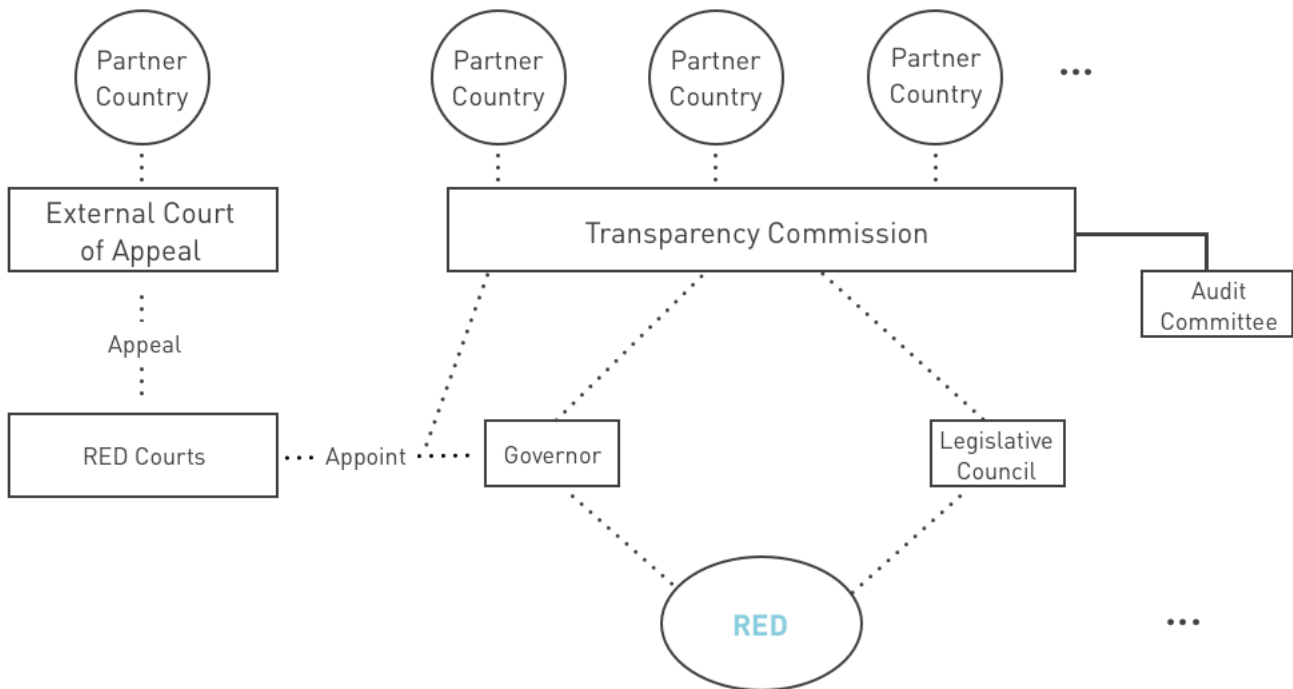 Partner
Country
Partner
Country
Partner
Country
Partner
Country
...
External Court
of Appeal
Transparency Commission
Audit
Committee
Appeal
RED Courts
Appoint
Governor
Legislative
Council
RED
...